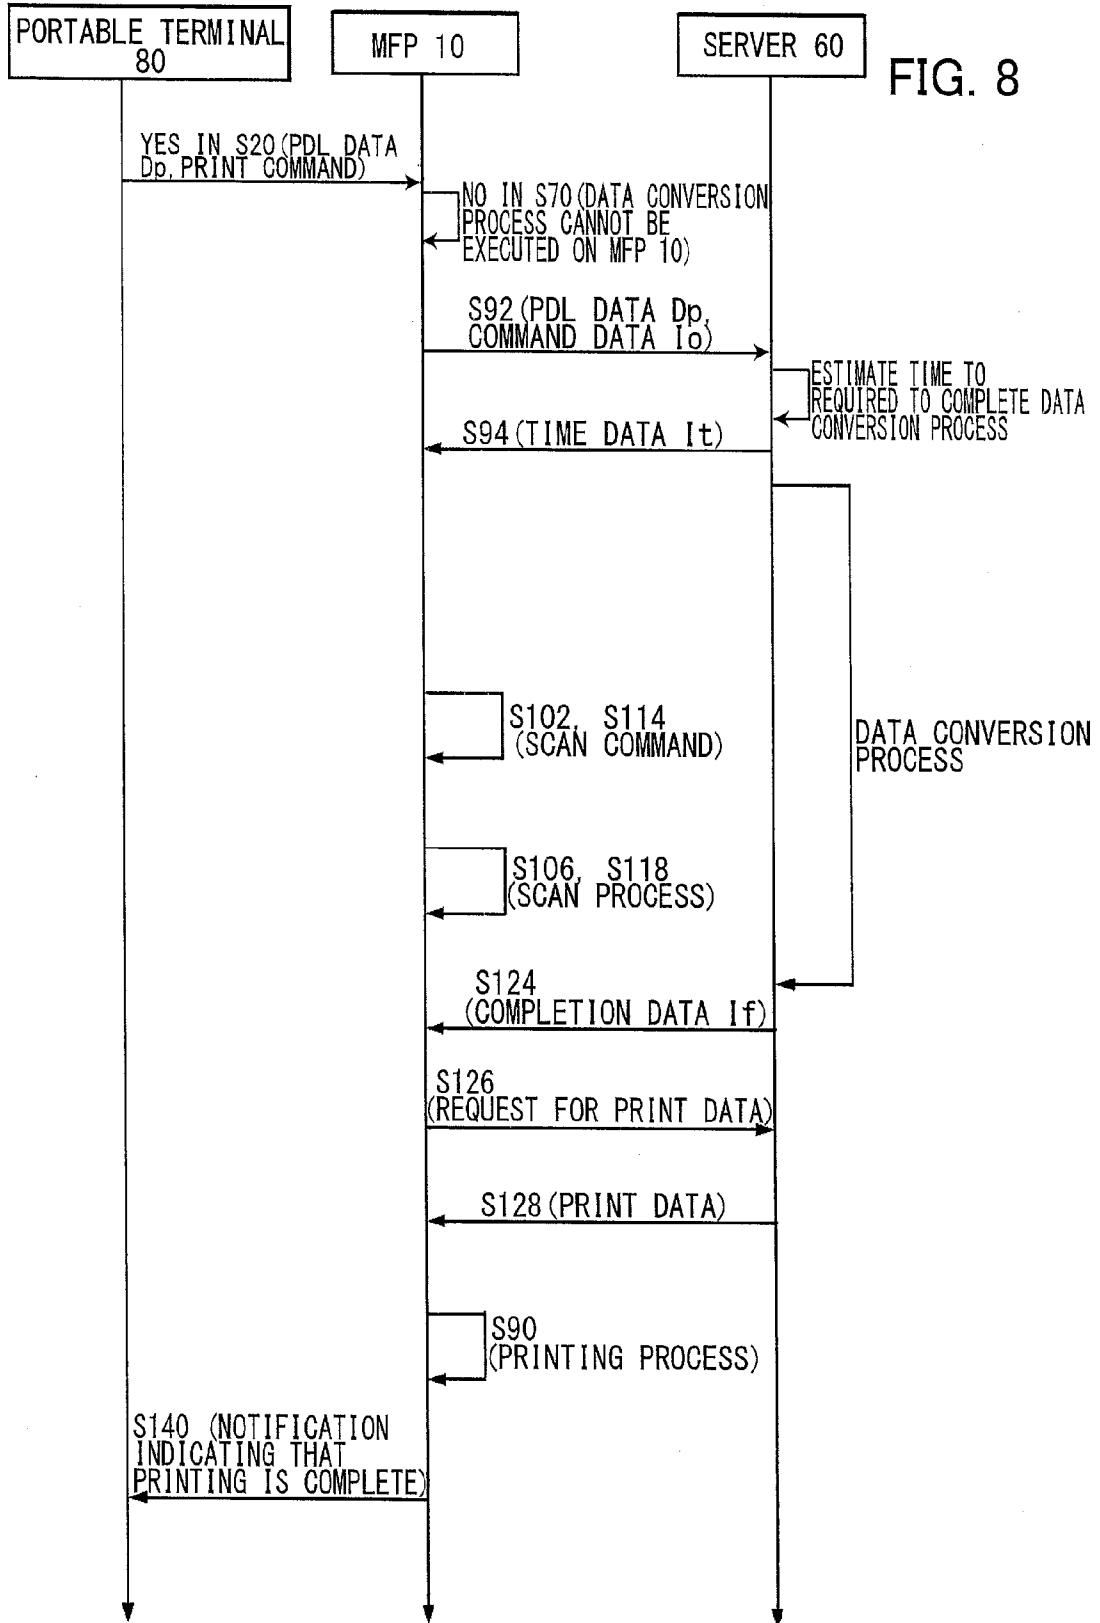 PORTABLE TERMINAL
80
MFP 10
SERVER 60
FIG. 8
YES IN S20(PDL DATA
Dp, PRINT COMMAND)
NO IN S70(DATA CONVERSION
PROCESS CANNOT BE
EXECUTED ON MFP 10)
S92(PDL DATA Dp,
COMMAND DATA Io)
ESTIMATE TIME TO
REQUIRED TO COMPLETE DATA
CONVERSION PROCESS
S94(TIME DATA It)
S102, S114
(SCAN COMMAND)
DATA CONVERSION
PROCESS
S106, S118
(SCAN PROCESS)
S124
(COMPLETION DATA If)
S126
(REQUEST FOR PRINT DATA)
S128(PRINT DATA)
S90
(PRINTING PROCESS)
S140 (NOTIFICATION
INDICATING THAT
PRINTING IS COMPLETE)